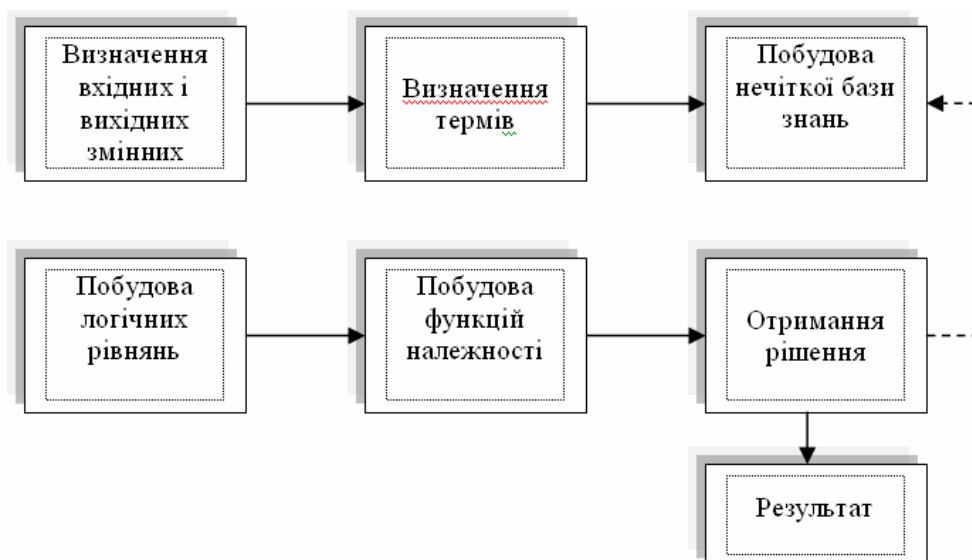 Визначення
вхідних і
вихідних
змінних
Визначення
термів
Побудова
нечіткої бази
знань
Побудова
логічних
рівнянь
Побудова
функцій
належності
Отримання
рішення
Результат